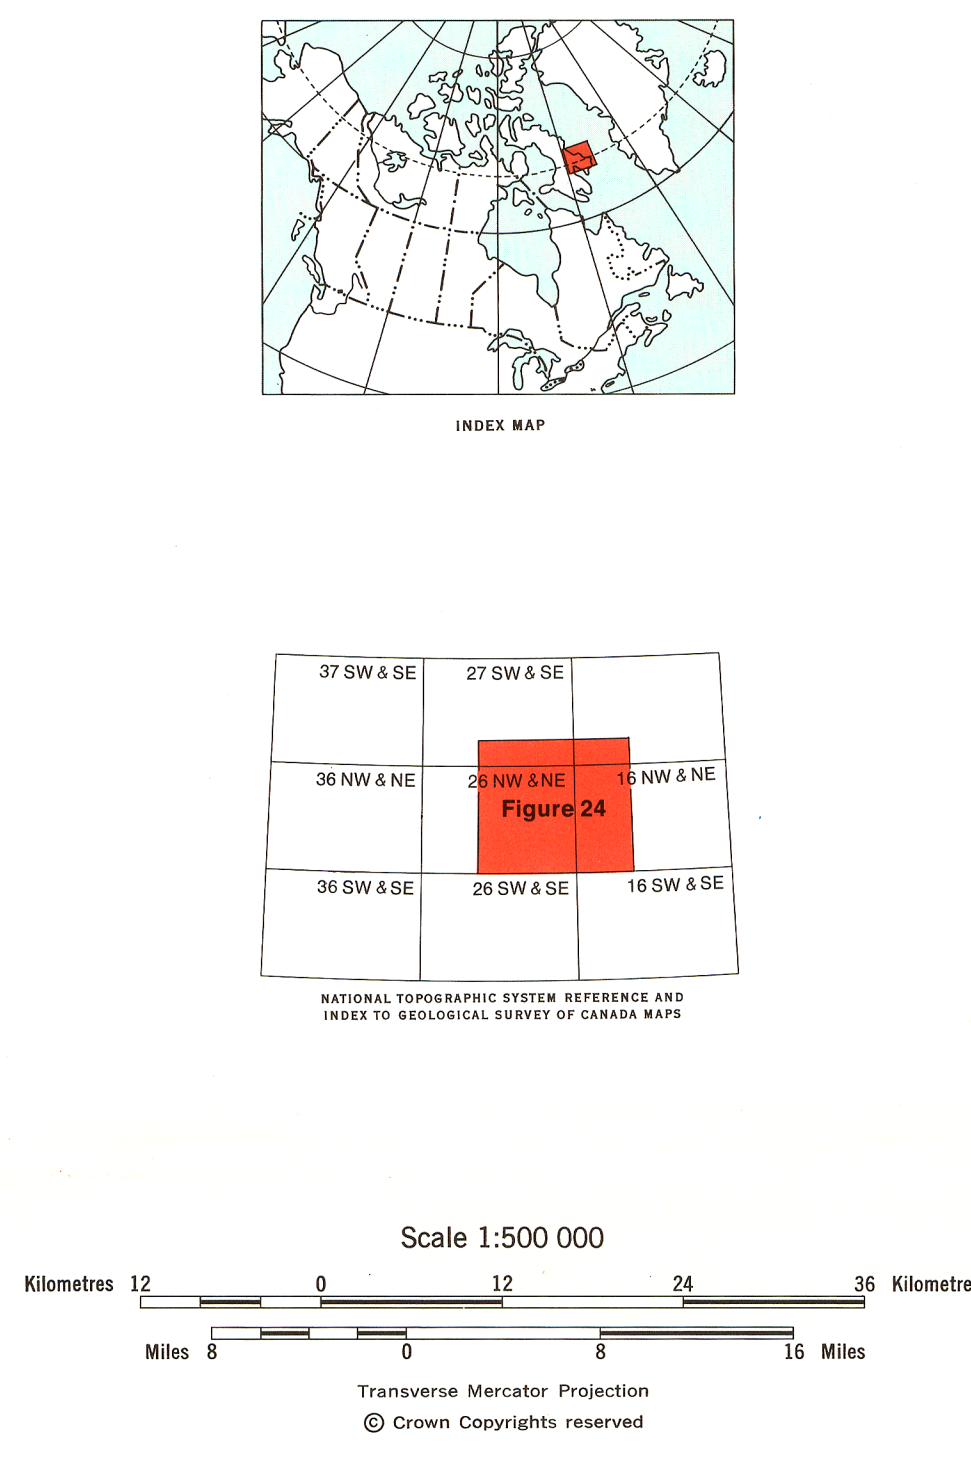 INDEX MAP
37 SW & SE 27 SW & SE
36 NW & NE 26 NW & NE 16 NW & NE
Figure 24
36 SW & SE 26 SW & SE 16 SW & SE
NATIONAL TOPOGRAPHIC SYSTEM REFERENCE AND
INDEX TO GEOLOGICAL SURVEY OF CANADA MAPS
Scale 1:500 000
Kilometres 12 0 12 24 36 Kilometre
Miles 8 0 8 16 Miles
Transverse Mercator Projection
© Crown Copyrights reserved